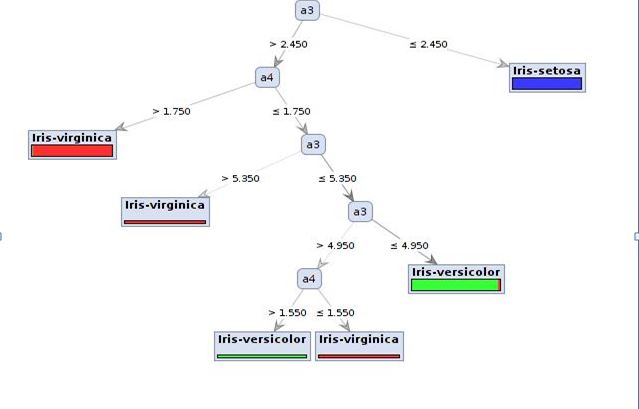 a3
> 2.450
≤ 2.450
a4
Iris-setosa
> 1.750
≤ 1.750
Iris-virginica
a3
> 5.350
≤ 5.350
Iris-virginica
a3
> 4.950
≤ 4.950
a4
Iris-versicolor
> 1.550
≤ 1.550
Iris-versicolor
Iris-virginica